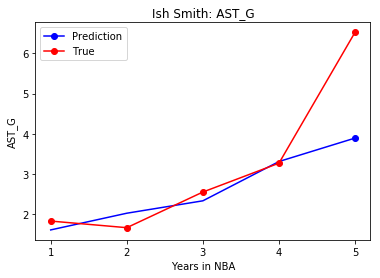 Ish Smith: AST_G
Prediction
True
AST_G
6
5
4
3
2
1 2 3 4 5
Years in NBA